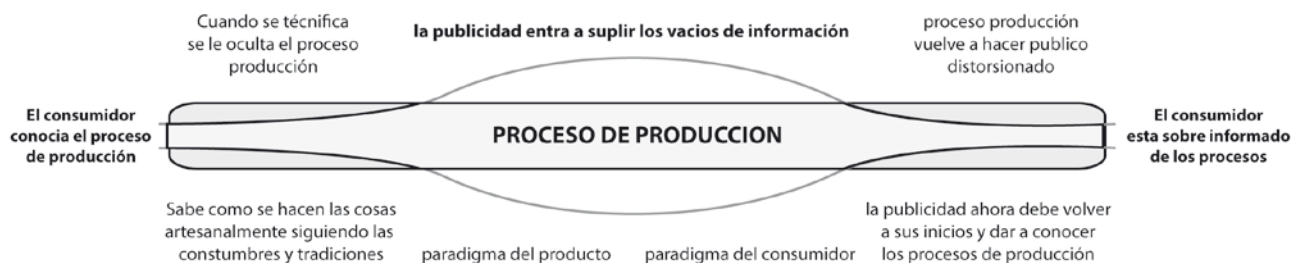 Cuando se técnifica
se le oculta el proceso
producción
la publicidad entra a suplir los vacios de información
proceso producción
vuelve a hacer publico
distorsionado
El consumidor
conocia el proceso
de producción
PROCESO DE PRODUCCION
El consumidor
esta sobre informado
de los procesos
Sabe como se hacen las cosas
artesanalmente siguiendo las
constumbres y tradiciones
paradigma del producto
paradigma del consumidor
la publicidad ahora debe volver
a sus inicios y dar a conocer
los procesos de producción